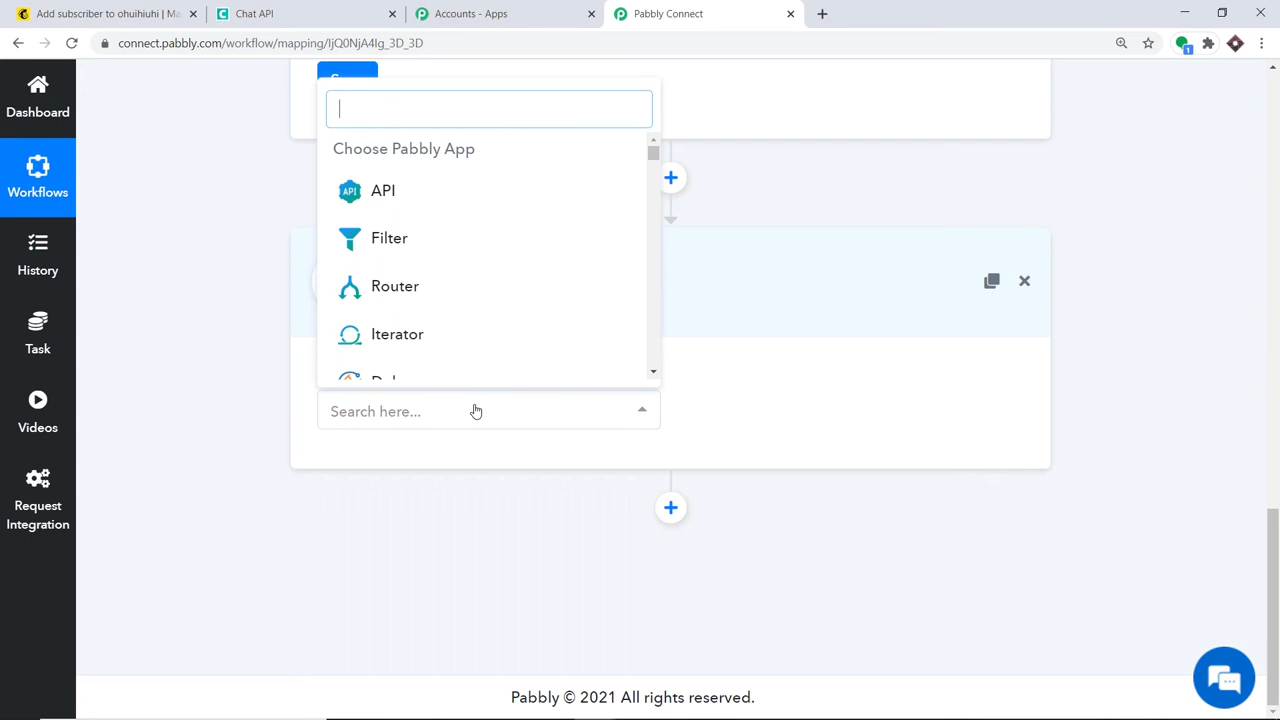 Add subscriber to ohuihiuhi | Ma
Chat API
Accounts - Apps
Pabbly Connect
connect.pabbly.com/workflow/mapping/IjQ0NjA4Ig_3D_3D
1
Dashboard
Workflows
History
Task
Videos
Request
Integration
Choose Pabbly App
API
API
Filter
Router
Iterator
Search here...
Pabbly © 2021 All rights reserved.